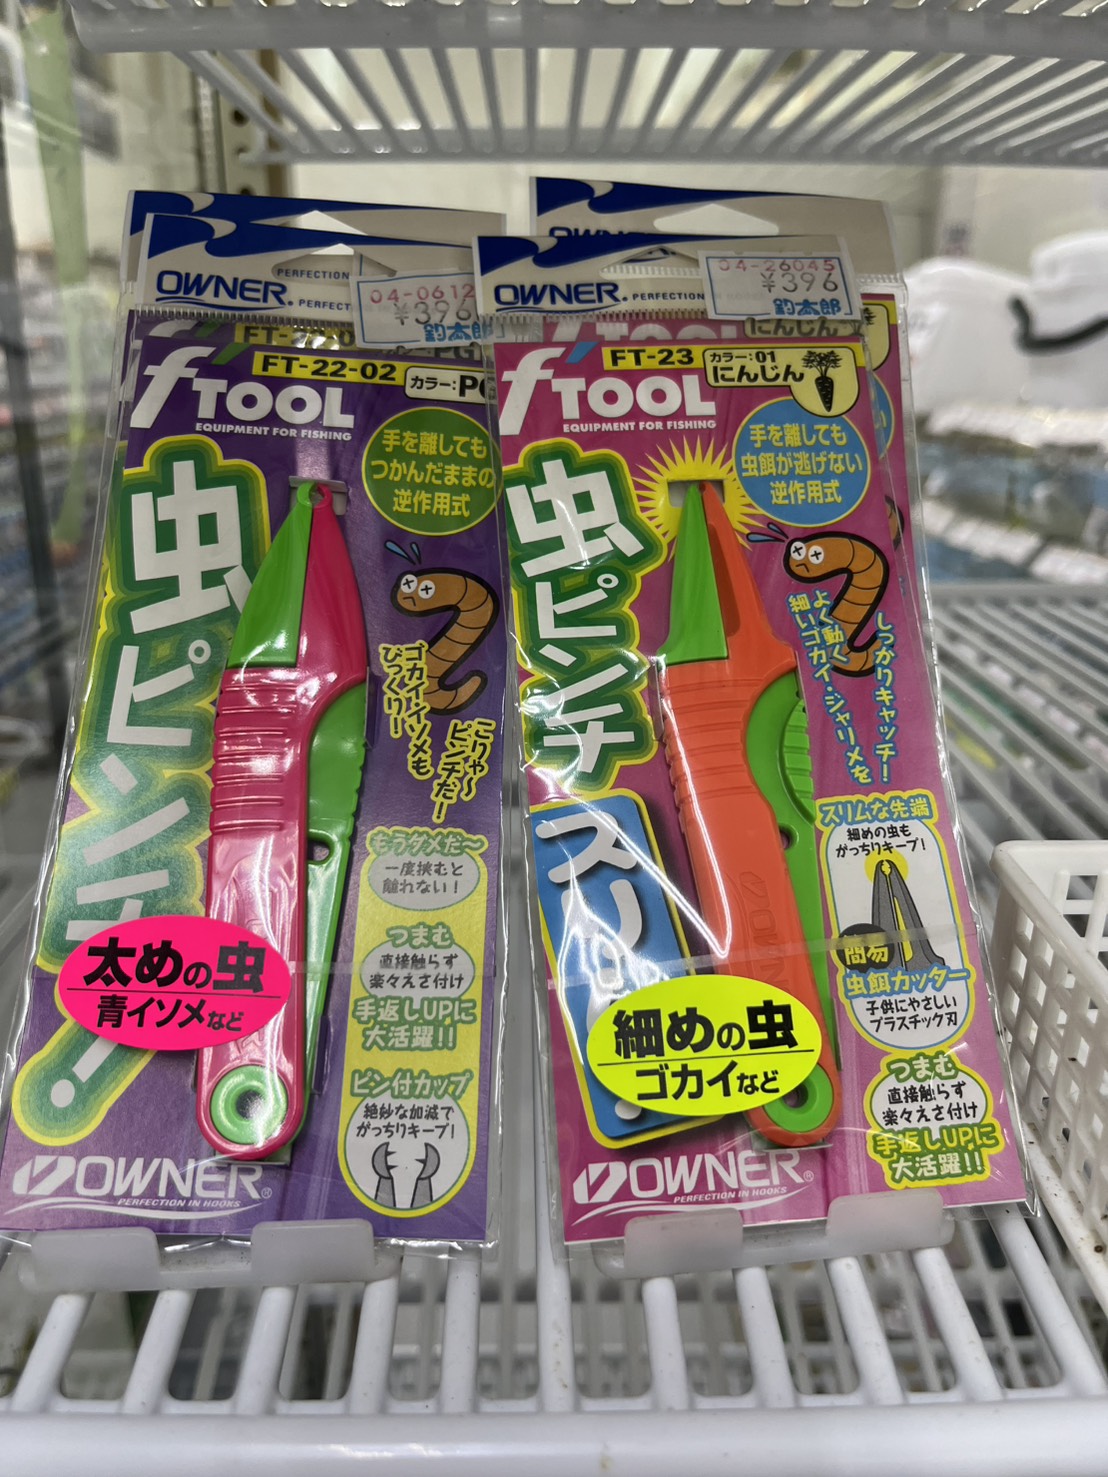 OWNER
PERFECTION
OWNER. PERFECT
04-0612
¥396
釣太郎
FT-22-02
カラー:P
f'TOOL
EQUIPMENT FOR FISHING
手を離しても
つかんだままの
逆作用式
虫ピンチ!
ゴカイ・イソメも
びっくりー
こりゃ〜
ピンチだー!
もうダメだ〜
一度挟むと
離れない!
つまむ
直接触らず
楽々えさ付け
手返しUPに
大活躍!!
ピン付カップ
絶妙な加減で
がっちりキープ!
太めの虫
青イソメなど
OWNER
PERFECTION IN HOOKS
OWNER. PERFECTION
04-26045
¥396
釣太郎
にんじん
FT-23
カラー:01
にんじん
f'TOOL
EQUIPMENT FOR FISHING
手を離しても
虫餌が逃げない
逆作用式
虫ピンチ
スリ
よく動く
細いゴカイ・ジャリメを
しっかりキャッチ!
スリムな先端
細めの虫も
がっちりキープ!
簡易
虫餌カッター
子供にやさしい
プラスチック刃
つまむ
直接触らず
楽々えさ付け
手返しUPに
大活躍!!
細めの虫
ゴカイなど
OWNER
PERFECTION IN HOOKS